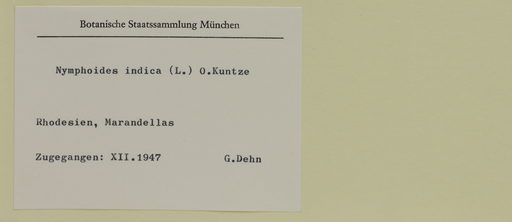 Botanische Staatssammlung München
Nymphoides indica (L.) O.Kuntze
Rhodesien, Marandellas
Zugegangen: XII.1947 G.Dehn